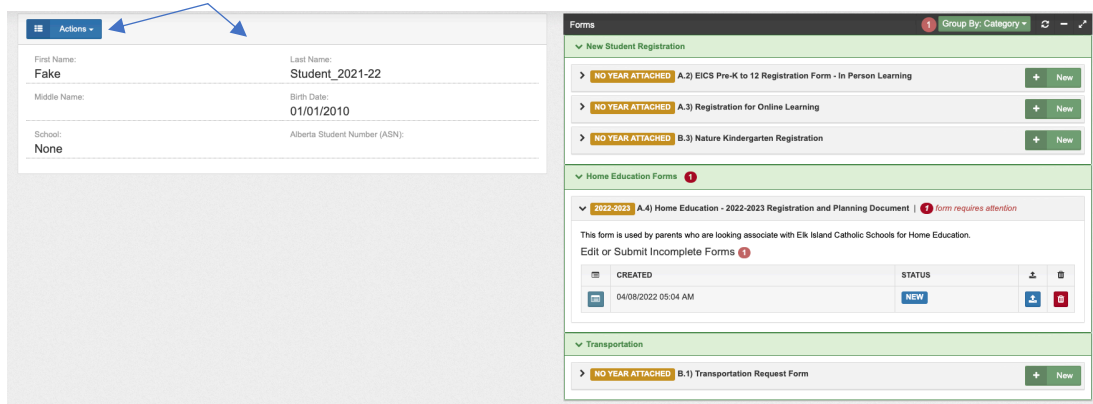 Actions
First Name:
Last Name:
Fake
Student_2021-22
Middle Name:
Birth Date:
01/01/2010
School:
Alberta Student Number (ASN):
None
Forms
1 Group By: Category
New Student Registration
NO YEAR ATTACHED A.2) EICS Pre-K to 12 Registration Form - In Person Learning
+ New
NO YEAR ATTACHED A.3) Registration for Online Learning
+ New
NO YEAR ATTACHED B.3) Nature Kindergarten Registration
+ New
Home Education Forms 1
2022-2023 A.4) Home Education - 2022-2023 Registration and Planning Document | 1 form requires attention
This form is used by parents who are looking associate with Elk Island Catholic Schools for Home Education.
Edit or Submit Incomplete Forms 1
CREATED STATUS
04/08/2022 05:04 AM NEW
Transportation
NO YEAR ATTACHED B.1) Transportation Request Form
+ New